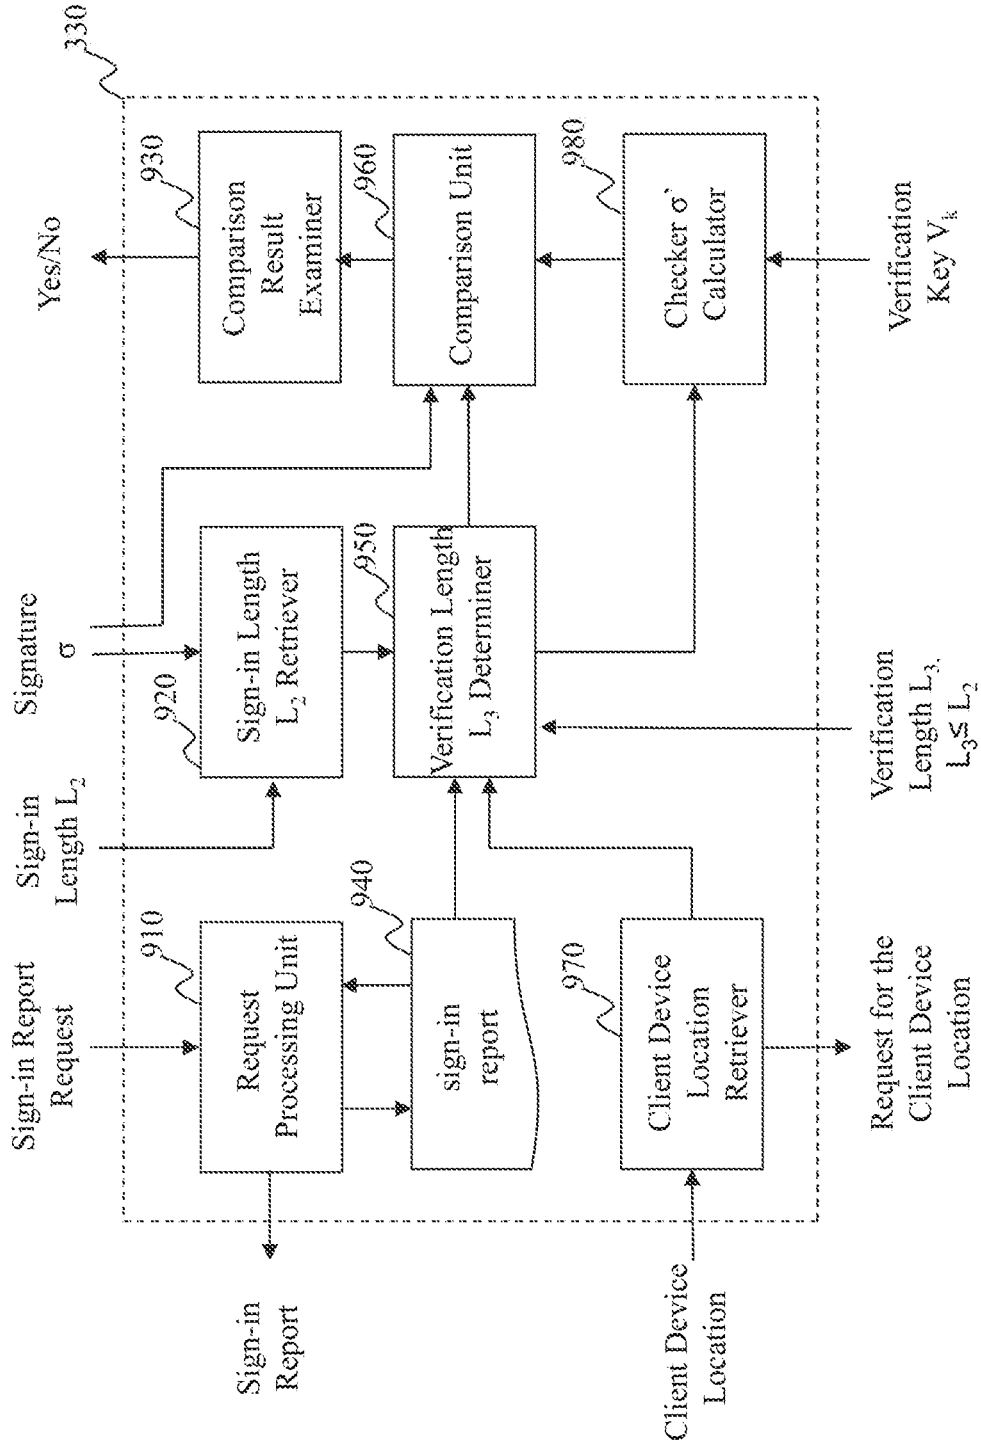 Sign-in Report
Request
Sign-in
Length L2
Signature
σ
Yes/No
330
910
Request
Processing Unit
920
Sign-in Length
L2 Retriever
930
Comparison
Result
Examiner
Sign-in
Report
940
sign-in
report
950
Verification Length
L3 Determiner
960
Comparison Unit
970
Client Device
Location
Retriever
980
Checker σ'
Calculator
Client Device
Location
Request for the
Client Device
Location
Verification
Length L3,
L3≤ L2
Verification
Key Vk